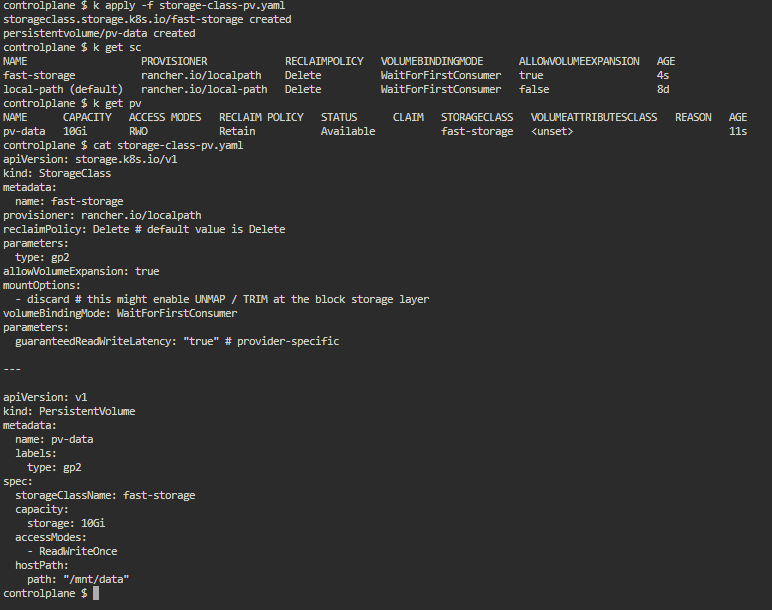 controlplane $ k apply -f storage-class-pv.yaml
storageclass.storage.k8s.io/fast-storage created
persistentvolume/pv-data created
controlplane $ k get sc
NAME                   PROVISIONER             RECLAIMPOLICY   VOLUMEBINDINGMODE      ALLOWVOLUMEEXPANSION   AGE
fast-storage           rancher.io/localpath    Delete          WaitForFirstConsumer   true                   4s
local-path (default)   rancher.io/local-path   Delete          WaitForFirstConsumer   false                  8d
controlplane $ k get pv
NAME      CAPACITY   ACCESS MODES   RECLAIM POLICY   STATUS      CLAIM   STORAGECLASS   VOLUMEATTRIBUTESCLASS   REASON   AGE
pv-data   10Gi       RWO            Retain           Available           fast-storage   <unset>                          11s
controlplane $ cat storage-class-pv.yaml
apiVersion: storage.k8s.io/v1
kind: StorageClass
metadata:
  name: fast-storage
provisioner: rancher.io/localpath
reclaimPolicy: Delete # default value is Delete
parameters:
  type: gp2
allowVolumeExpansion: true
mountOptions:
  - discard # this might enable UNMAP / TRIM at the block storage layer
volumeBindingMode: WaitForFirstConsumer
parameters:
  guaranteedReadWriteLatency: "true" # provider-specific

---

apiVersion: v1
kind: PersistentVolume
metadata:
  name: pv-data
  labels:
    type: gp2
spec:
  storageClassName: fast-storage
  capacity:
    storage: 10Gi
  accessModes:
    - ReadWriteOnce
  hostPath:
    path: "/mnt/data"
controlplane $